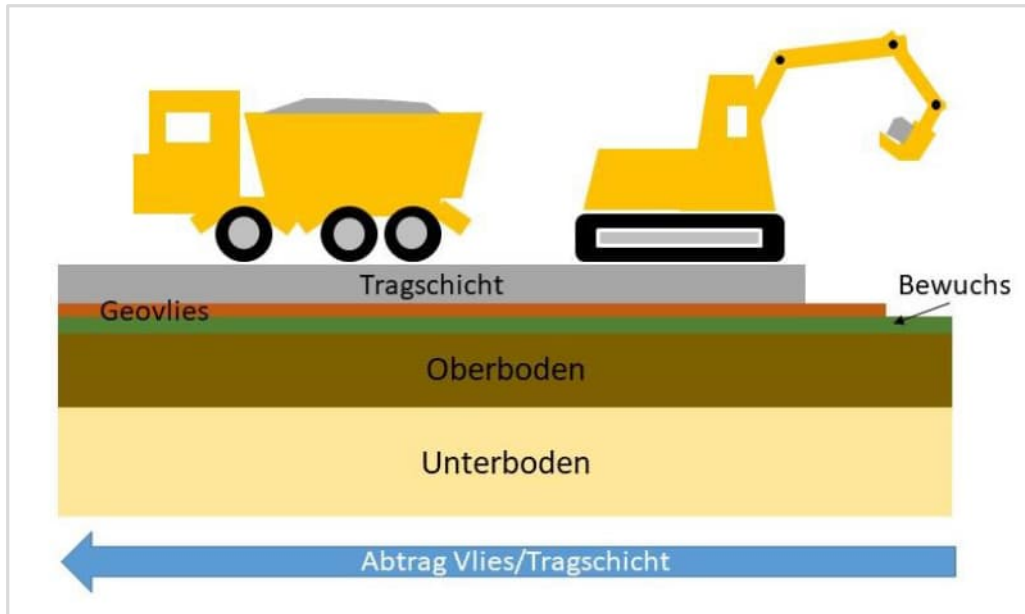 Tragschicht
Bewuchs
Geovlies
Oberboden
Unterboden
Abtrag Vlies/Tragschicht